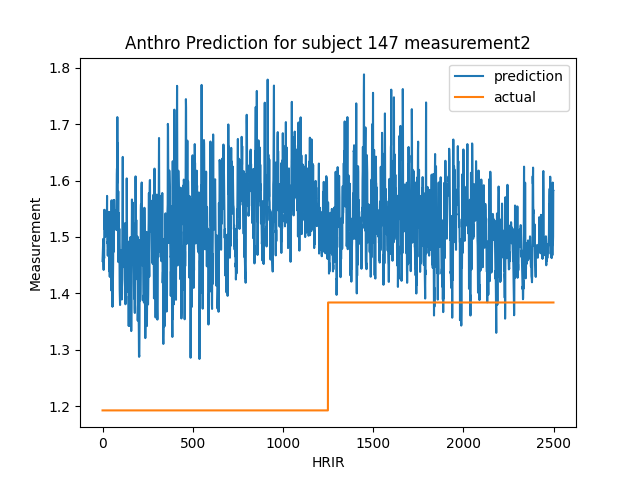 Anthro Prediction for subject 147 measurement2
prediction
actual
1.8
1.7
1.6
1.5
1.4
1.3
1.2
Measurement
0
500
1000
1500
2000
2500
HRIR